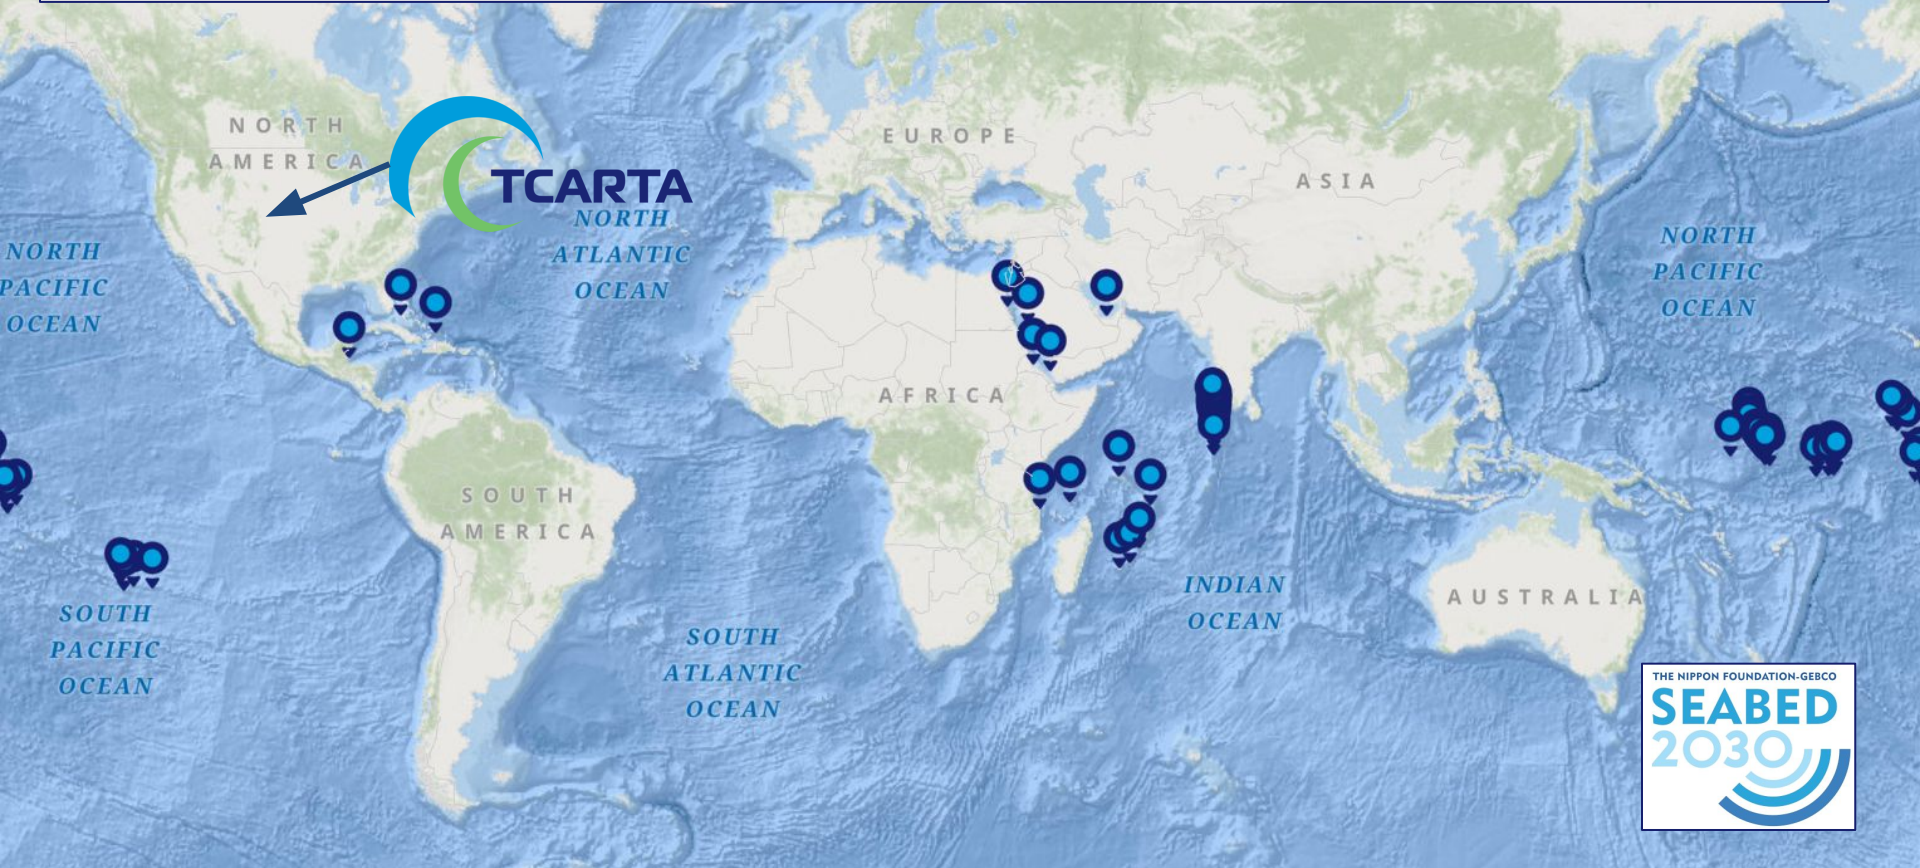 NORTH
AMERICA
TCARTA
EUROPE
ASIA
NORTH
ATLANTIC
OCEAN
NORTH
PACIFIC
OCEAN
NORTH
PACIFIC
OCEAN
AFRICA
SOUTH
AMERICA
SOUTH
PACIFIC
OCEAN
SOUTH
ATLANTIC
OCEAN
INDIAN
OCEAN
AUSTRALIA
THE NIPPON FOUNDATION-GEBCO
SEABED
2030